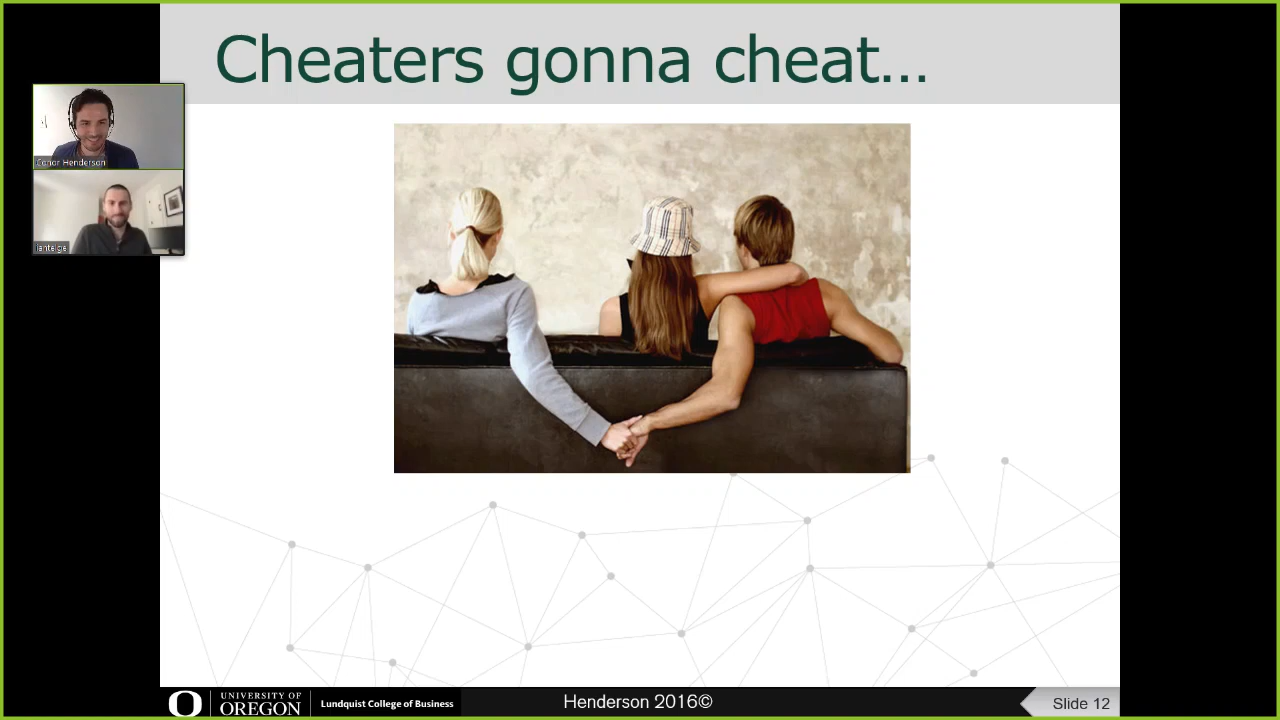 Cheaters gonna cheat...
Conor Henderson
UNIVERSITY OF
OREGON
Lundquist College of Business
Henderson 2016©
Slide 12